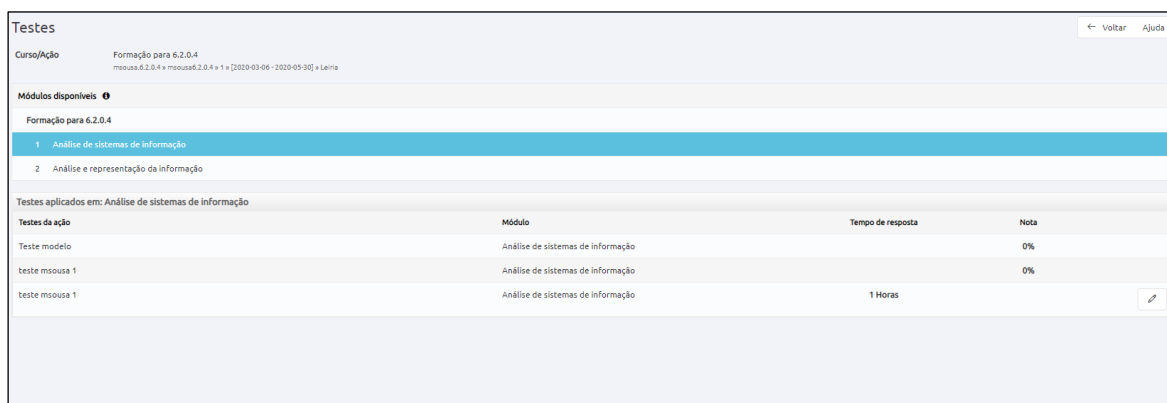 Testes
← Voltar Ajuda
Curso/Ação Formação para 6.2.0.4
msousa.6.2.0.4 » msousa6.2.0.4 » 1 » [2020-03-06 - 2020-05-30] » Leiria
Módulos disponíveis
Formação para 6.2.0.4
1 Análise de sistemas de informação
2 Análise e representação da informação
Testes aplicados em: Análise de sistemas de informação
Testes da ação Módulo Tempo de resposta Nota
Teste modelo Análise de sistemas de informação 0%
teste msousa 1 Análise de sistemas de informação 0%
teste msousa 1 Análise de sistemas de informação 1 Horas